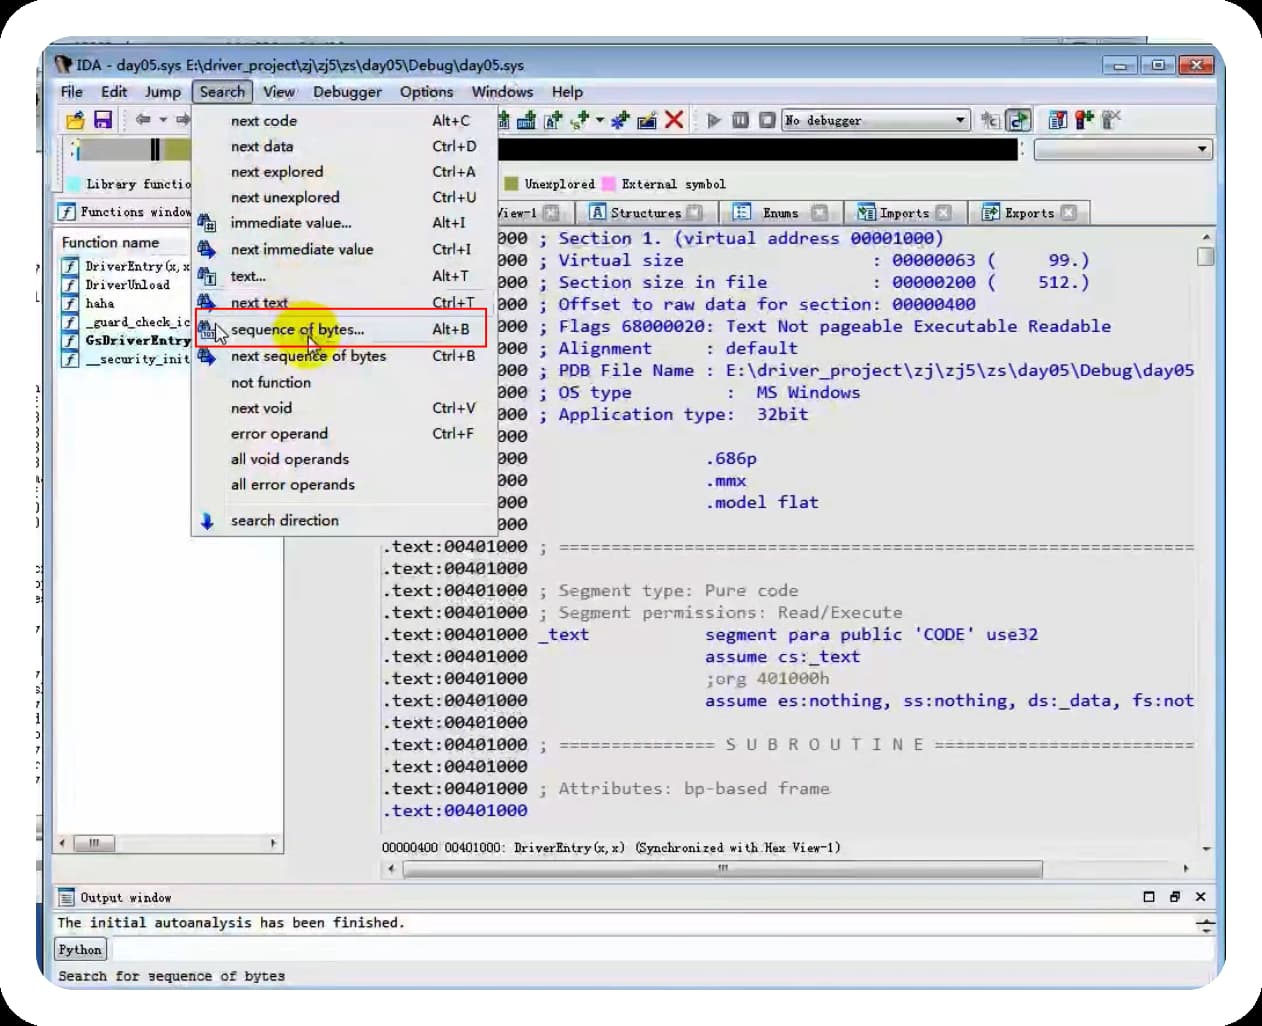 IDA - day05.sys E:\driver_project\zj\zj5\zs\day05\Debug\day05.sys
File Edit Jump Search View Debugger Options Windows Help
No debugger
Library functio
Unexplored External symbol
Functions window
View-1 Structures Enums Imports Exports
Function name
DriverEntry(x,x
DriverUnload
haha
_guard_check_ic
GsDriverEntry
__security_init
next code Alt+C
next data Ctrl+D
next explored Ctrl+A
next unexplored Ctrl+U
immediate value... Alt+I
next immediate value Ctrl+I
text... Alt+T
next text Ctrl+T
sequence of bytes... Alt+B
next sequence of bytes Ctrl+B
not function
next void Ctrl+V
error operand Ctrl+F
all void operands
all error operands
search direction
000 ; Section 1. (virtual address 00001000)
000 ; Virtual size : 00000063 ( 99.)
000 ; Section size in file : 00000200 ( 512.)
000 ; Offset to raw data for section: 00000400
000 ; Flags 68000020: Text Not pageable Executable Readable
000 ; Alignment : default
000 ; PDB File Name : E:\driver_project\zj\zj5\zs\day05\Debug\day05
000 ; OS type : MS Windows
000 ; Application type: 32bit
000
000 .686p
000 .mmx
000 .model flat
000
.text:00401000 ; =============================================================
.text:00401000
.text:00401000 ; Segment type: Pure code
.text:00401000 ; Segment permissions: Read/Execute
.text:00401000 _text segment para public 'CODE' use32
.text:00401000 assume cs:_text
.text:00401000 ;org 401000h
.text:00401000 assume es:nothing, ss:nothing, ds:_data, fs:not
.text:00401000
.text:00401000 ; =============== S U B R O U T I N E =========================
.text:00401000
.text:00401000 ; Attributes: bp-based frame
.text:00401000
00000400 00401000: DriverEntry(x,x) (Synchronized with Hex View-1)
Output window
The initial autoanalysis has been finished.
Python
Search for sequence of bytes